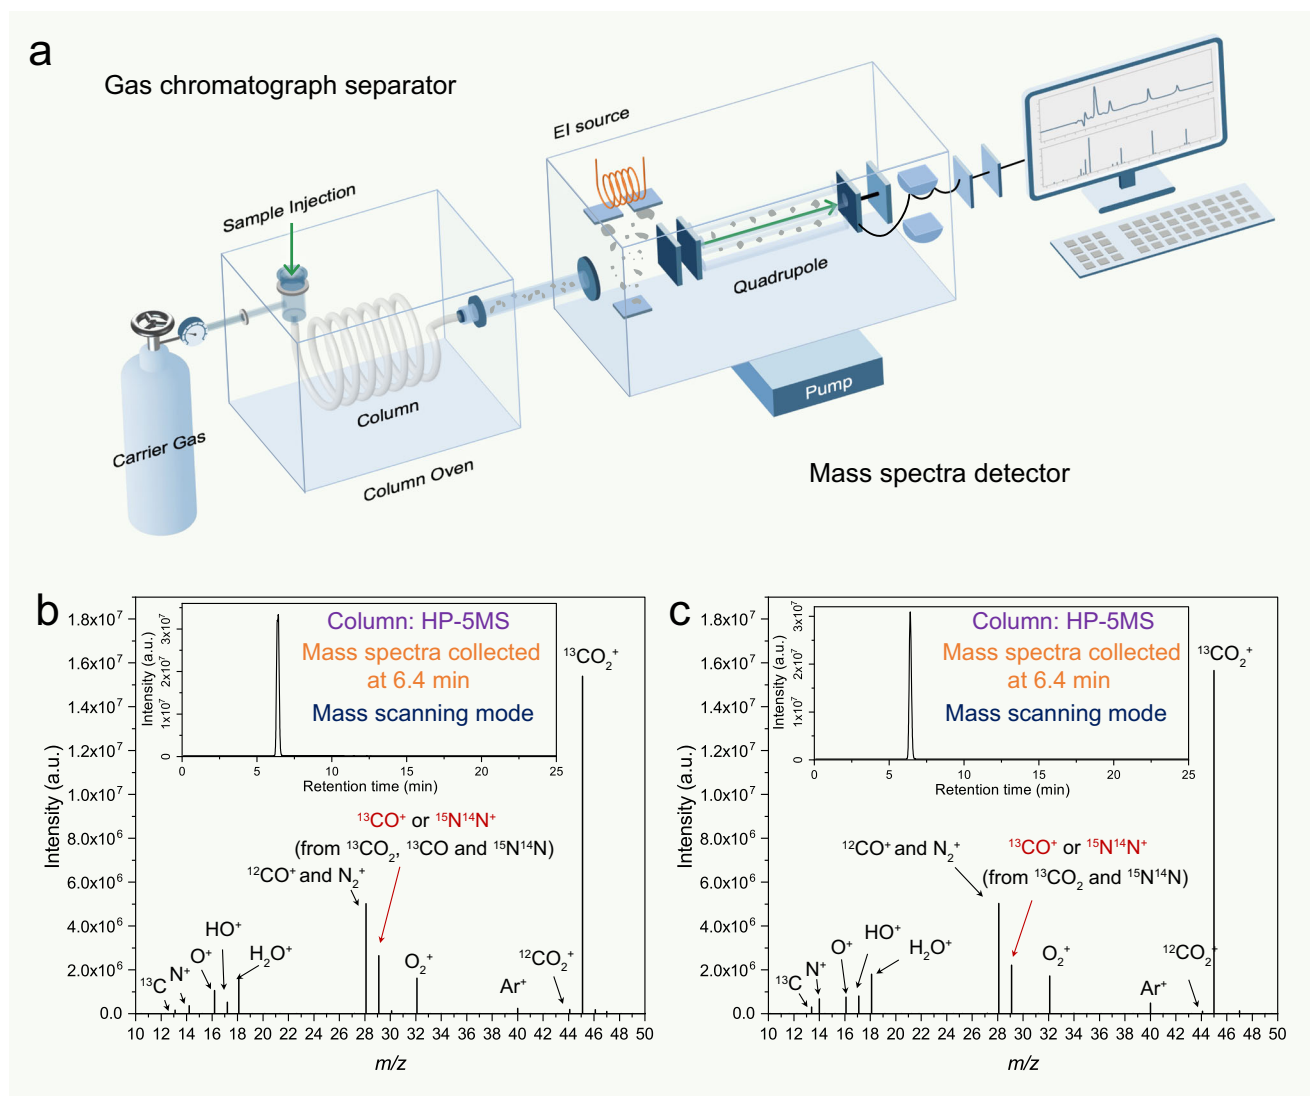 a
Gas chromatograph separator
EI source
Sample Injection
Quadrupole
Column
Pump
Carrier Gas
Column Oven
Mass spectra detector
b
Intensity (a.u.)
1.8x10⁷
1.6x10⁷
1.4x10⁷
1.2x10⁷
1.0x10⁷
8.0x10⁶
6.0x10⁶
4.0x10⁶
2.0x10⁶
0.0
Intensity (a.u.)
3x10⁷
2x10⁷
1x10⁷
0
Column: HP-5MS
Mass spectra collected
at 6.4 min
Mass scanning mode
0 5 10 15 20 25
Retention time (min)
¹³CO₂⁺
¹³CO⁺ or ¹⁵N¹⁴N⁺
(from ¹³CO₂, ¹³CO and ¹⁵N¹⁴N)
¹²CO⁺ and N₂⁺
HO⁺
O⁺
H₂O⁺
N⁺
¹³C
O₂⁺
¹²CO₂⁺
Ar⁺
10 12 14 16 18 20 22 24 26 28 30 32 34 36 38 40 42 44 46 48 50
m/z
c
Intensity (a.u.)
1.8x10⁷
1.6x10⁷
1.4x10⁷
1.2x10⁷
1.0x10⁷
8.0x10⁶
6.0x10⁶
4.0x10⁶
2.0x10⁶
0.0
Intensity (a.u.)
3x10⁷
2x10⁷
1x10⁷
0
Column: HP-5MS
Mass spectra collected
at 6.4 min
Mass scanning mode
0 5 10 15 20 25
Retention time (min)
¹³CO₂⁺
¹²CO⁺ and N₂⁺
¹³CO⁺ or ¹⁵N¹⁴N⁺
(from ¹³CO₂ and ¹⁵N¹⁴N)
HO⁺
O⁺
H₂O⁺
N⁺
¹³C
O₂⁺
¹²CO₂⁺
Ar⁺
10 12 14 16 18 20 22 24 26 28 30 32 34 36 38 40 42 44 46 48 50
m/z